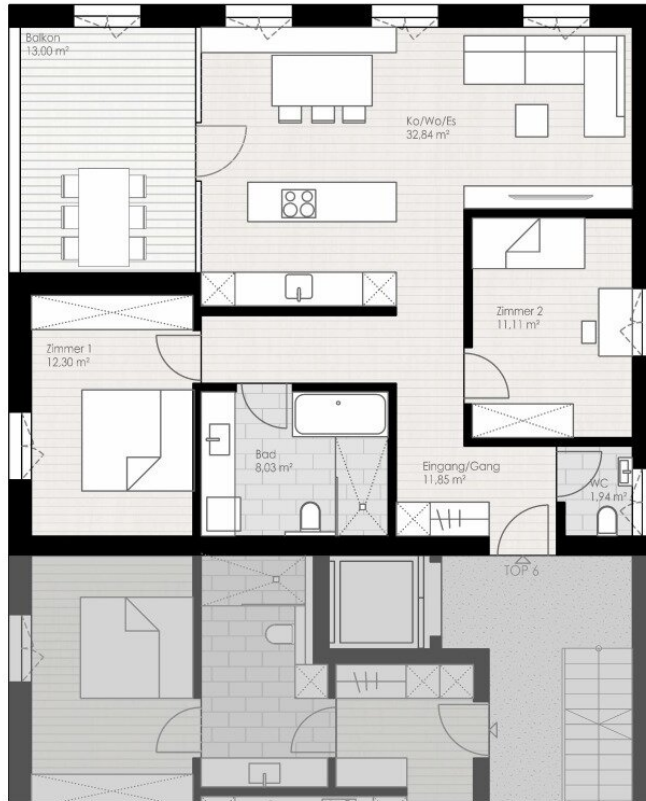 Balkon
13,00 m²
Ko/Wo/Es
32,84 m²
Zimmer 2
11,11 m²
Zimmer 1
12,30 m²
Bad
8,03 m²
Eingang/Gang
11,85 m²
WC
1,94 m²
TOP 6